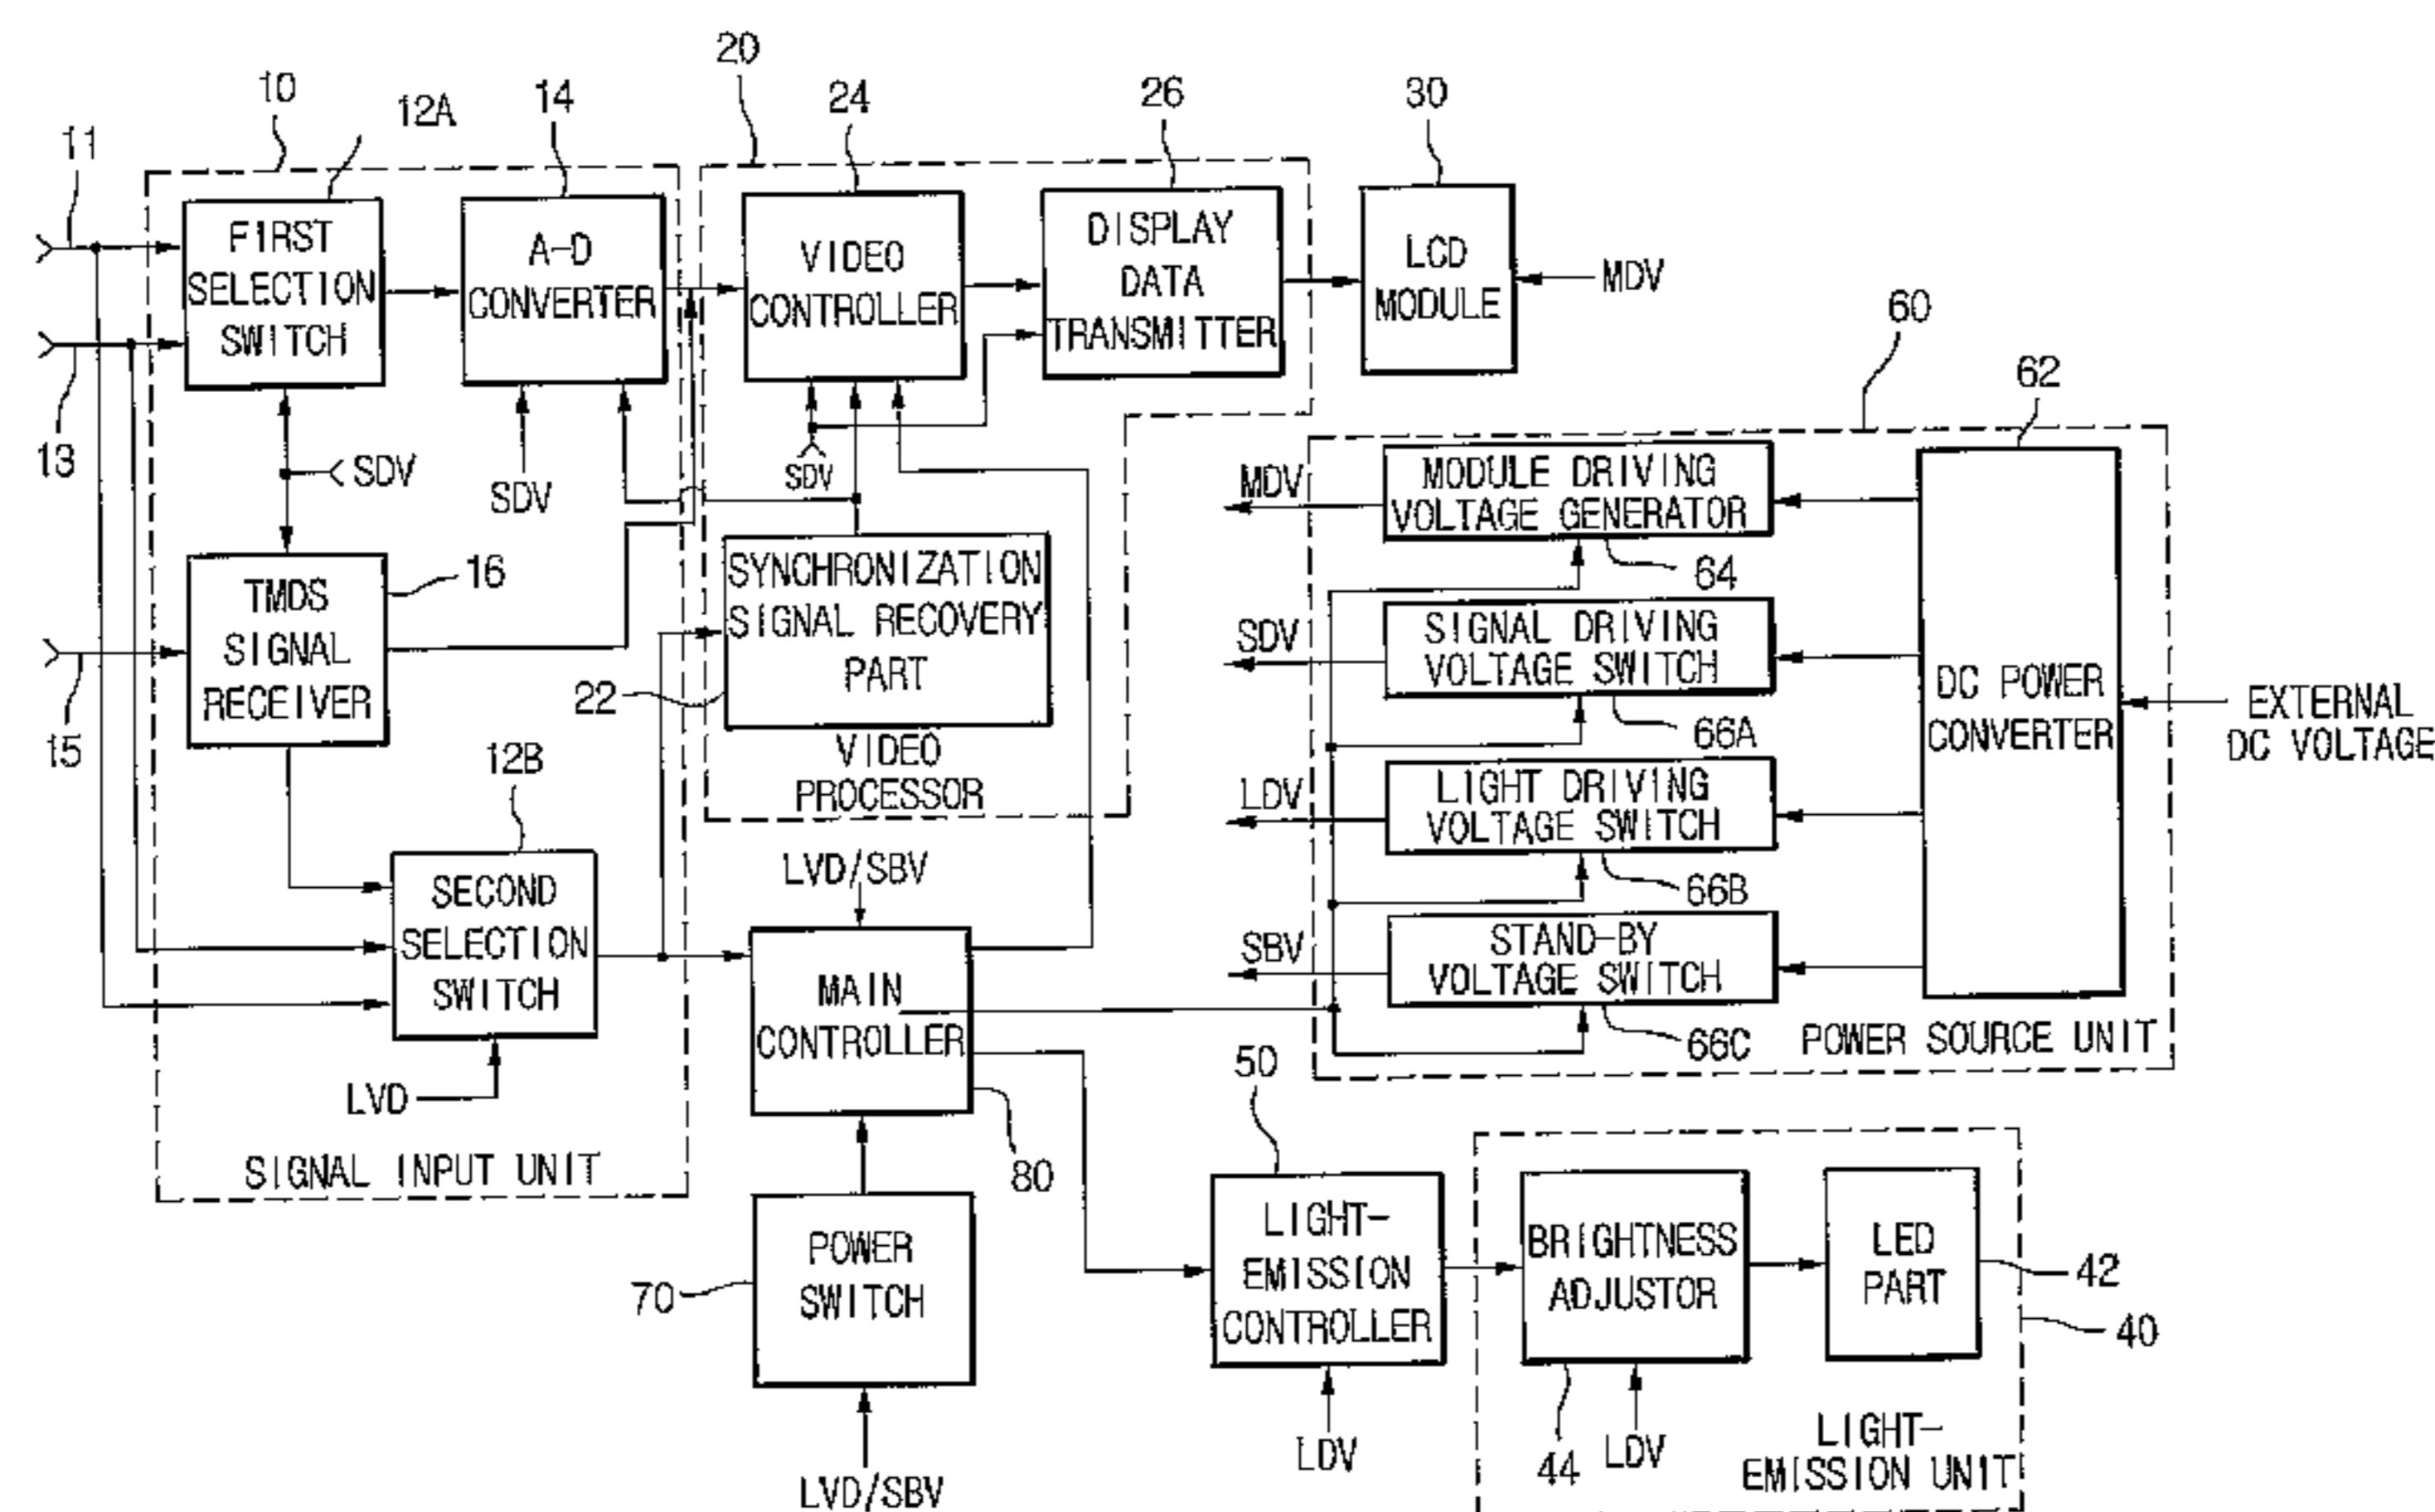 20
10
12A
14
24
26
30
11
FIRST
SELECTION
SWITCH
A-D
CONVERTER
VIDEO
CONTROLLER
DISPLAY
DATA
TRANSMITTER
LCD
MODULE
MDV
60
62
13
SDV
SDV
SDV
MDV
MODULE DRIVING
VOLTAGE GENERATOR
64
TMDS
SIGNAL
RECEIVER
16
SYNCHRONIZATION
SIGNAL RECOVERY
PART
22
SDV
SIGNAL DRIVING
VOLTAGE SWITCH
66A
DC POWER
CONVERTER
EXTERNAL
DC VOLTAGE
15
12B
VIDEO
PROCESSOR
LDV
LIGHT DRIVING
VOLTAGE SWITCH
66B
SECOND
SELECTION
SWITCH
LVD/SBV
SBV
STAND-BY
VOLTAGE SWITCH
66C
MAIN
CONTROLLER
POWER SOURCE UNIT
LVD
50
80
SIGNAL INPUT UNIT
POWER
SWITCH
70
LIGHT-
EMISSION
CONTROLLER
BRIGHTNESS
ADJUSTOR
LED
PART
42
40
LVD/SBV
LDV
44
LDV
LIGHT-
EMISSION UNIT